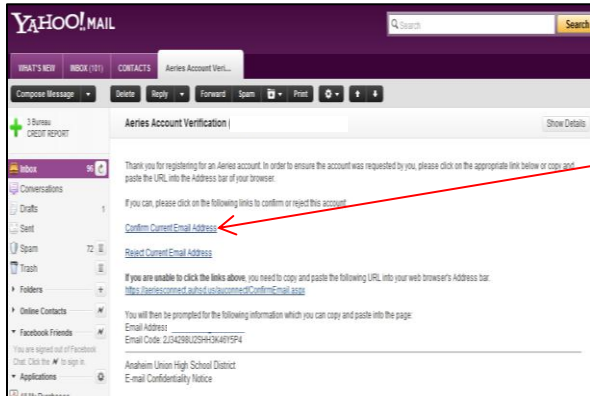 YAHOO! MAIL
Search
Search
WHAT'S NEW INBOX (101) CONTACTS Aeries Account Veri...
Compose Message Delete Reply Forward Spam Print
3 Bureau
CREDIT REPORT
Aeries Account Verification (
Show Details
Inbox 96
Conversations
Drafts 1
Sent
Spam 72
Trash
Folders +
Online Contacts
Facebook Friends
You are signed out of Facebook
Chat. Click the to sign in.
Applications
Thank you for registering for an Aeries account. In order to ensure the account was requested by you, please click on the appropriate link below or copy and
paste the URL into the Address bar of your browser.
If you can, please click on the following links to confirm or reject this account:
Confirm Current Email Address
Reject Current Email Address
If you are unable to click the links above, you need to copy and paste the following URL into your web browser's Address bar.
https://aeriesconnect.auhsd.us/auconnect/ConfirmEmail.aspx
You will then be prompted for the following information which you can copy and paste into the page:
Email Address:
Email Code: 2J34298U25HH3K46Y5P4
Anaheim Union High School District
E-mail Confidentiality Notice